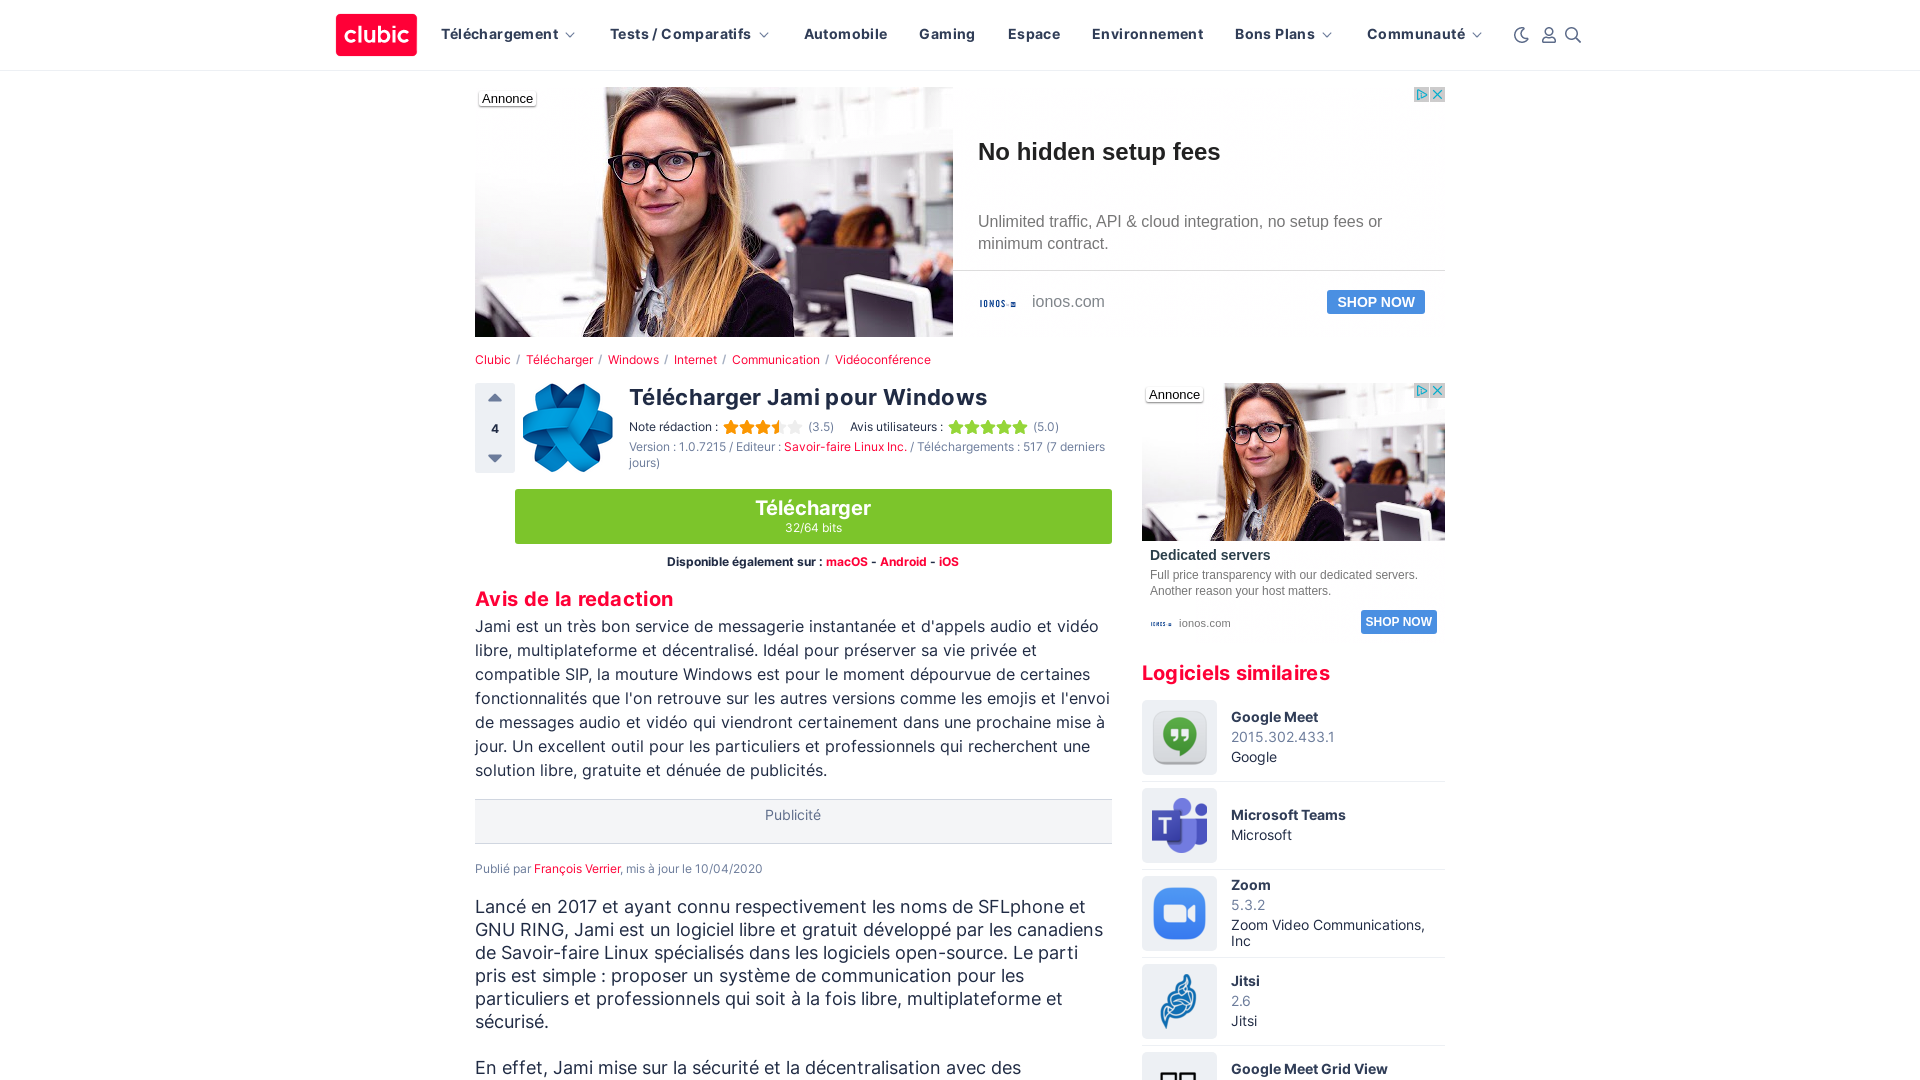 clubic
Téléchargement
Tests / Comparatifs
Automobile
Gaming
Espace
Environnement
Bons Plans
Communauté
Annonce
No hidden setup fees
Unlimited traffic, API & cloud integration, no setup fees or
minimum contract.
IONOS
ionos.com
SHOP NOW
Clubic / Télécharger / Windows / Internet / Communication / Vidéoconférence
4
Télécharger Jami pour Windows
Note rédaction : (3.5) Avis utilisateurs : (5.0)
Version : 1.0.7215 / Editeur : Savoir-faire Linux Inc. / Téléchargements : 517 (7 derniers
jours)
Télécharger
32/64 bits
Disponible également sur : macOS - Android - iOS
Avis de la redaction
Jami est un très bon service de messagerie instantanée et d'appels audio et vidéo
libre, multiplateforme et décentralisé. Idéal pour préserver sa vie privée et
compatible SIP, la mouture Windows est pour le moment dépourvue de certaines
fonctionnalités que l'on retrouve sur les autres versions comme les emojis et l'envoi
de messages audio et vidéo qui viendront certainement dans une prochaine mise à
jour. Un excellent outil pour les particuliers et professionnels qui recherchent une
solution libre, gratuite et dénuée de publicités.
Publicité
Publié par François Verrier, mis à jour le 10/04/2020
Lancé en 2017 et ayant connu respectivement les noms de SFLphone et
GNU RING, Jami est un logiciel libre et gratuit développé par les canadiens
de Savoir-faire Linux spécialisés dans les logiciels open-source. Le parti
pris est simple : proposer un système de communication pour les
particuliers et professionnels qui soit à la fois libre, multiplateforme et
sécurisé.
En effet, Jami mise sur la sécurité et la décentralisation avec des
Annonce
Dedicated servers
Full price transparency with our dedicated servers.
Another reason your host matters.
IONOS
ionos.com
SHOP NOW
Logiciels similaires
Google Meet
2015.302.433.1
Google
T
Microsoft Teams
Microsoft
Zoom
5.3.2
Zoom Video Communications,
Inc
Jitsi
2.6
Jitsi
Google Meet Grid View